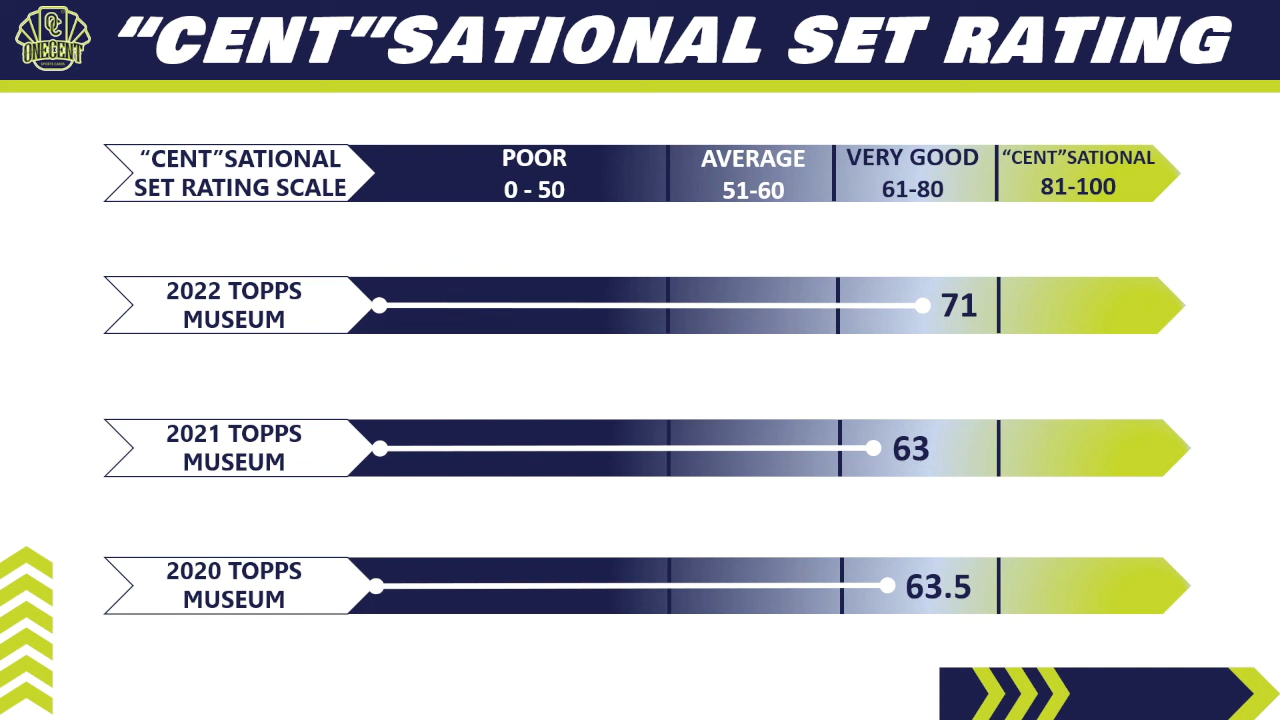 OC
ONECENT
SPORTS CARDS
“CENT”SATIONAL SET RATING
“CENT”SATIONAL
SET RATING SCALE
POOR
0 - 50
AVERAGE
51-60
VERY GOOD
61-80
“CENT”SATIONAL
81-100
2022 TOPPS
MUSEUM
71
2021 TOPPS
MUSEUM
63
2020 TOPPS
MUSEUM
63.5